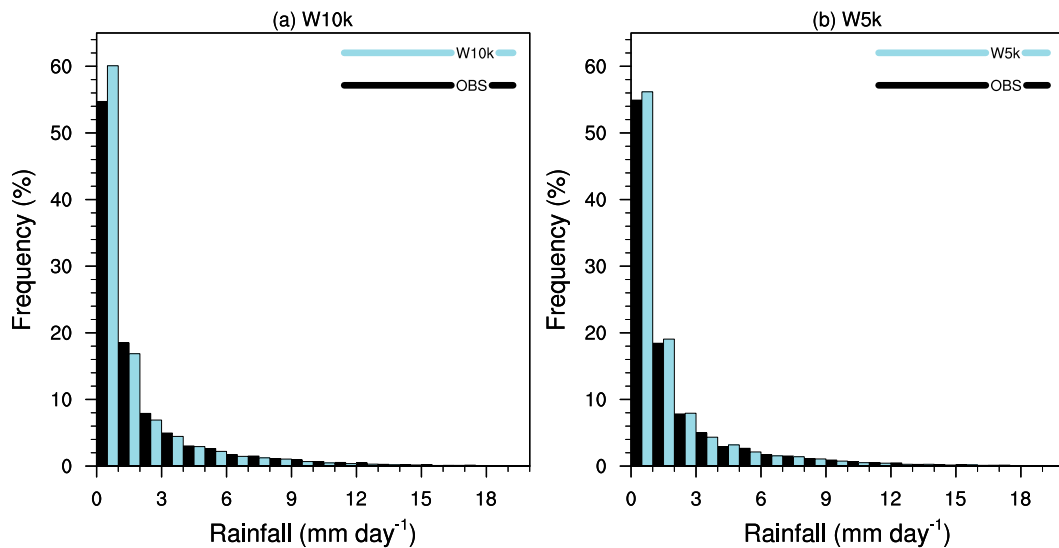 (a) W10k
W10k
OBS
60
50
40
30
20
10
0
Frequency (%)
0 3 6 9 12 15 18
Rainfall (mm day⁻¹)
(b) W5k
W5k
OBS
60
50
40
30
20
10
0
Frequency (%)
0 3 6 9 12 15 18
Rainfall (mm day⁻¹)